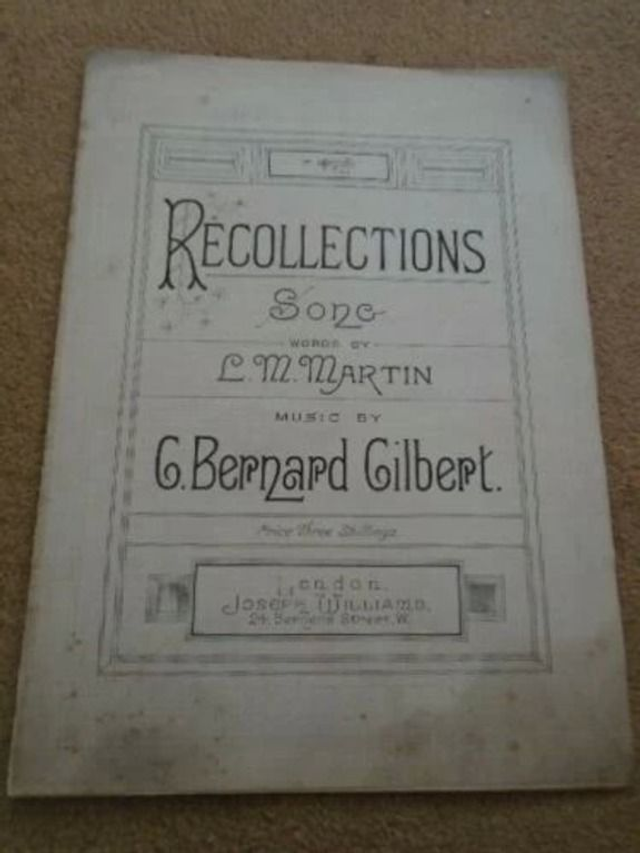 RECOLLECTIONS
Song
WORDS BY
L. M. MARTIN
MUSIC BY
G. Bernard Gilbert.
Price Three Shillings
London.
JOSEPH WILLIAMS,
24, Berners Street, W.